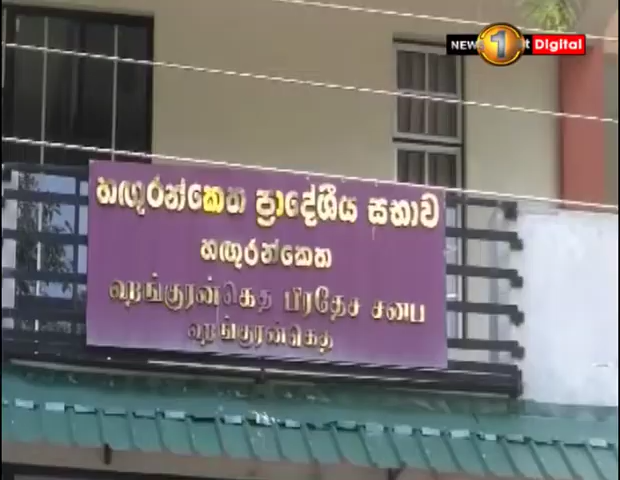 NEWS 1st Digital
හඟුරන්කෙත ප්‍රාදේශීය සභාව
හඟුරන්කෙත
ஹங்குரன்கெத பிரதேச சபை
ஹங்குரன்கெத